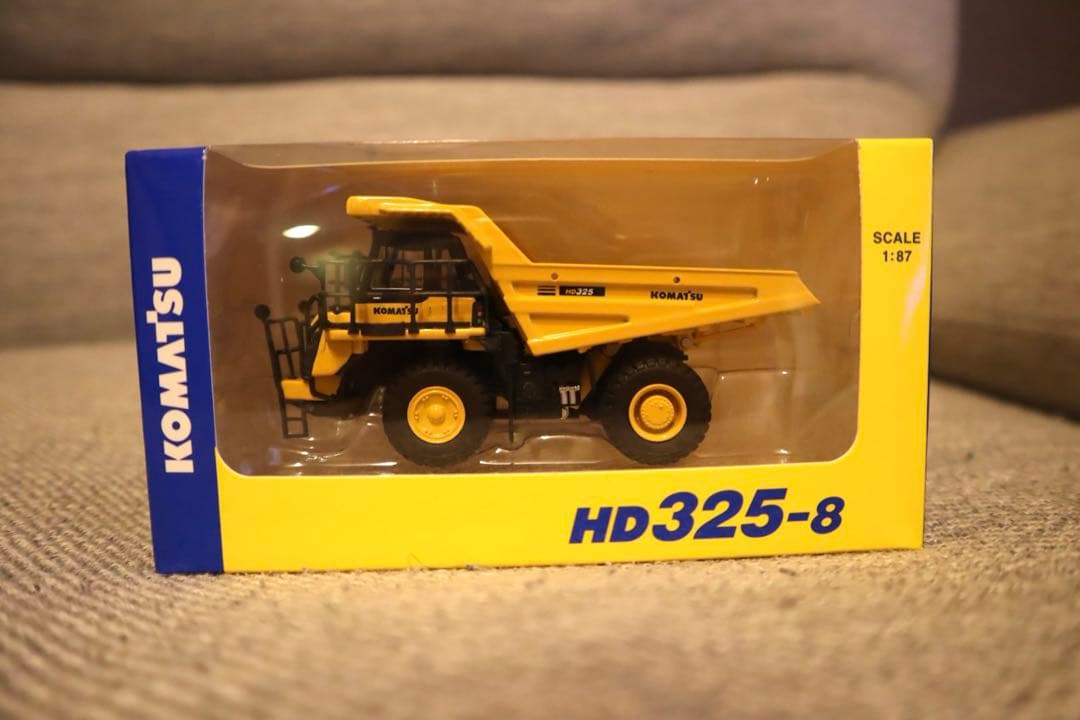 KOMATSU
SCALE
1:87
HD325
KOMATSU
KOMATSU
HD325-8